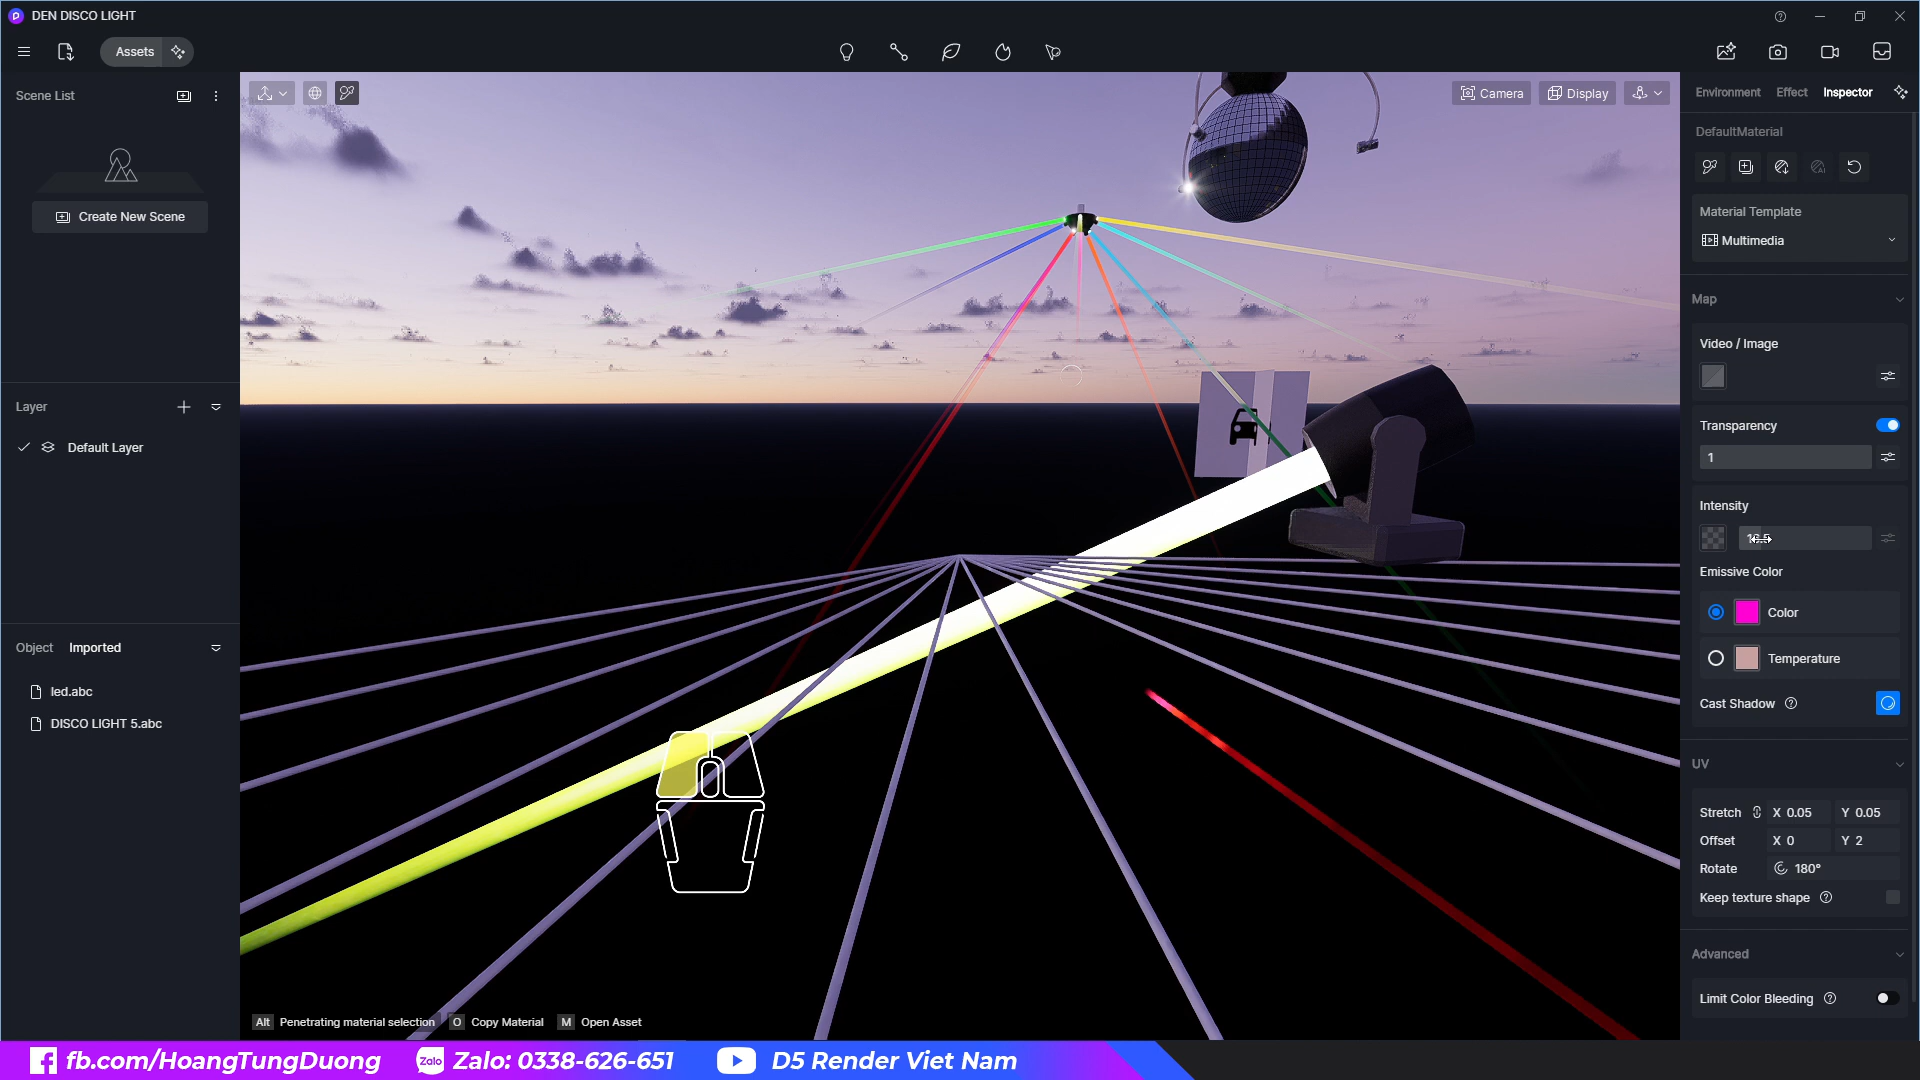 DEN DISCO LIGHT
Assets
Scene List
Create New Scene
Layer
Default Layer
Object Imported
led.abc
DISCO LIGHT 5.abc
Camera Display
Alt Penetrating material selection O Copy Material M Open Asset
Environment Effect Inspector
DefaultMaterial
Material Template
Multimedia
Map
Video / Image
Transparency
1
Intensity
Emissive Color
Color
Temperature
Cast Shadow
UV
Stretch X 0.05 Y 0.05
Offset X 0 Y 2
Rotate 180°
Keep texture shape
Advanced
Limit Color Bleeding
fb.com/HoangTungDuong Zalo Zalo: 0338-626-651 D5 Render Viet Nam